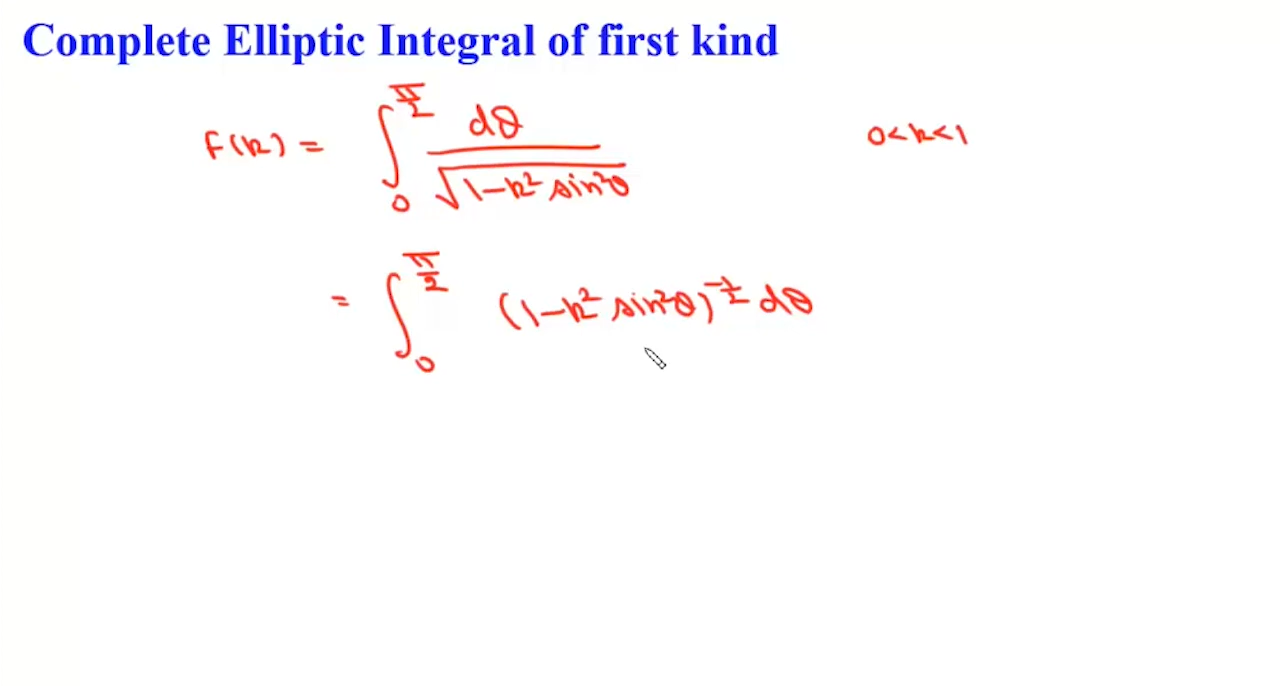 Complete Elliptic Integral of first kind
F(k) = ∫₀^{π/2} dθ / √(1−k² sin²θ)    0<k<1
= ∫₀^{π/2} (1−k² sin²θ)^{−1/2} dθ